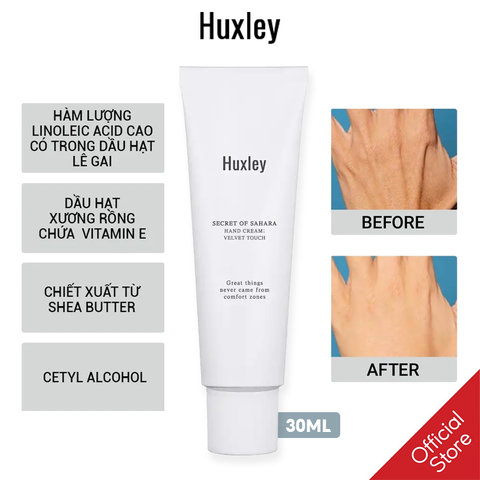 Huxley
HÀM LƯỢNG
LINOLEIC ACID CAO
CÓ TRONG DẦU HẠT
LÊ GAI
DẦU HẠT
XƯƠNG RỒNG
CHỨA VITAMIN E
CHIẾT XUẤT TỪ
SHEA BUTTER
CETYL ALCOHOL
Huxley
SECRET OF SAHARA
HAND CREAM;
VELVET TOUCH
Great things
never came from
comfort zones
30ML
BEFORE
AFTER
Official
Store